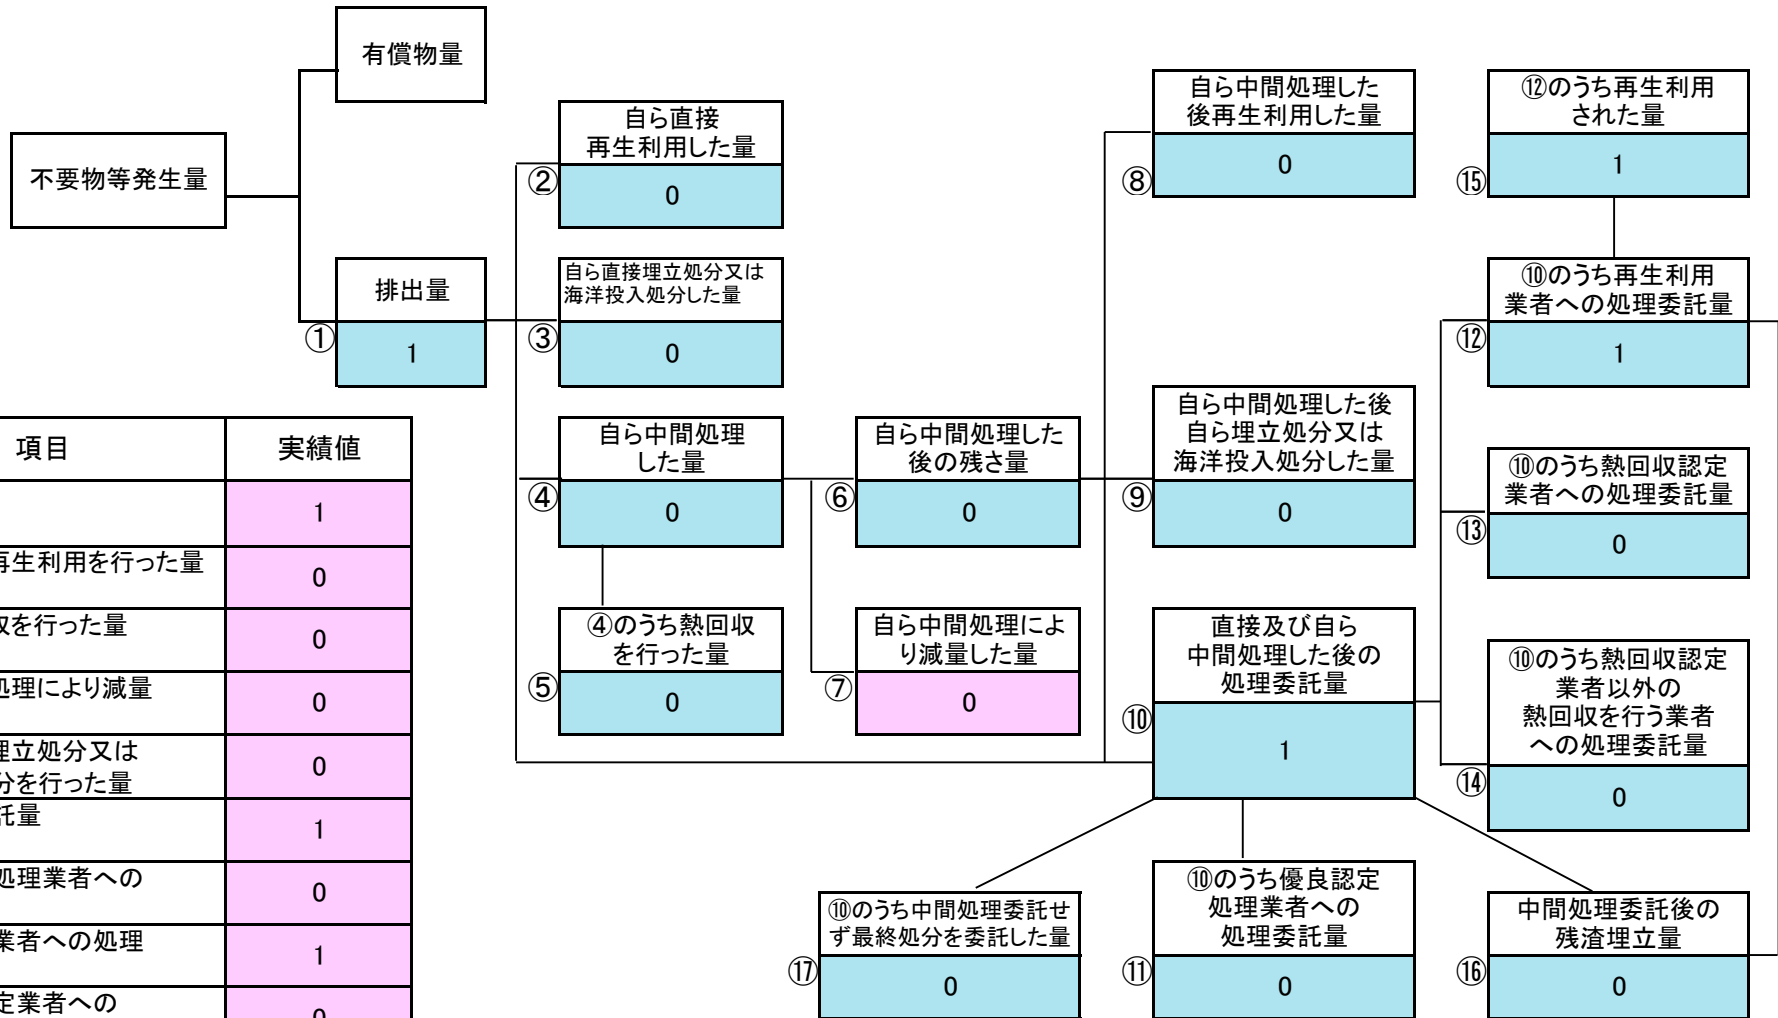 有償物量
不要物等発生量
排出量
①
1
自ら直接
再生利用した量
②
0
自ら直接埋立処分又は
海洋投入処分した量
③
0
自ら中間処理
した量
④
0
④のうち熱回収
を行った量
⑤
0
自ら中間処理した
後の残さ量
⑥
0
自ら中間処理によ
り減量した量
⑦
0
自ら中間処理した
後再生利用した量
⑧
0
自ら中間処理した後
自ら埋立処分又は
海洋投入処分した量
⑨
0
直接及び自ら
中間処理した後の
処理委託量
⑩
1
⑫のうち再生利用
された量
⑮
1
⑩のうち再生利用
業者への処理委託量
⑫
1
⑩のうち熱回収認定
業者への処理委託量
⑬
0
⑩のうち熱回収認定
業者以外の
熱回収を行う業者
への処理委託量
⑭
0
⑩のうち中間処理委託せ
ず最終処分を委託した量
⑰
0
⑩のうち優良認定
処理業者への
処理委託量
⑪
0
中間処理委託後の
残渣埋立量
⑯
0
項目 実績値
1
再生利用を行った量
0
を行った量
0
処理により減量
0
埋立処分又は
分を行った量
0
託量
1
処理業者への
0
業者への処理
1
定業者への
0